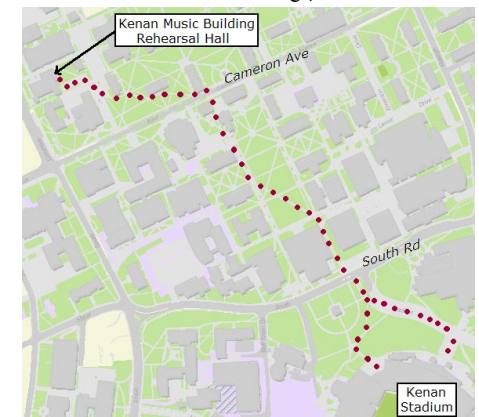 Kenan Music Building
Rehearsal Hall
Cameron Ave
South Rd
Kenan
Stadium